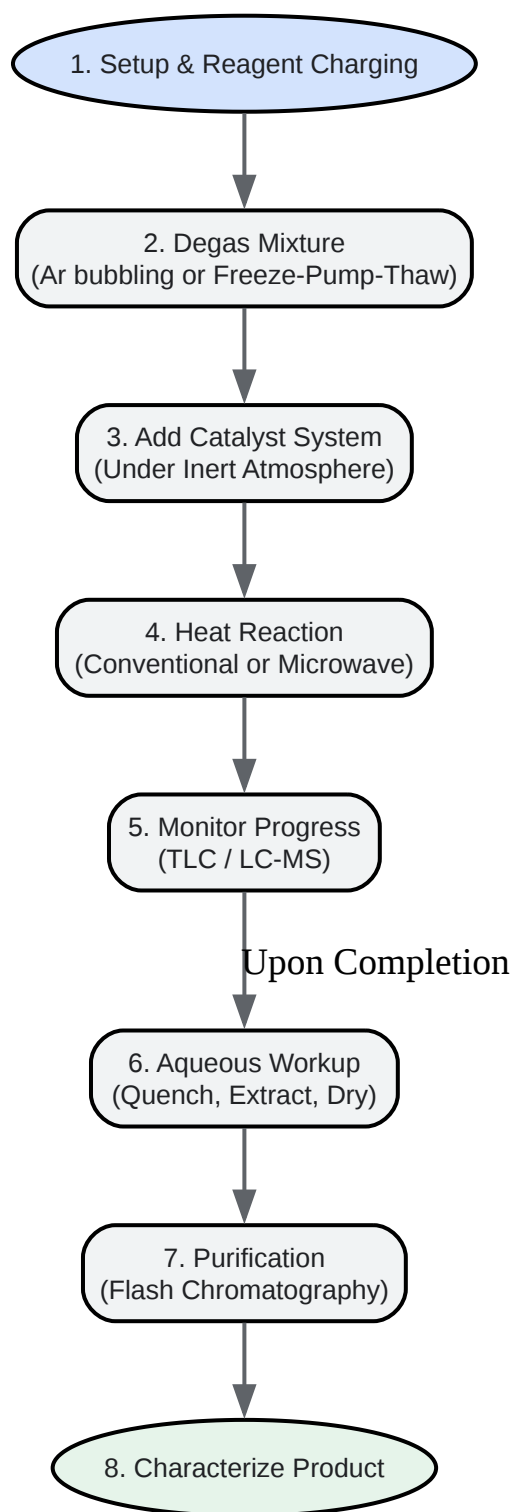 1. Setup & Reagent Charging
2. Degas Mixture
(Ar bubbling or Freeze-Pump-Thaw)
3. Add Catalyst System
(Under Inert Atmosphere)
4. Heat Reaction
(Conventional or Microwave)
5. Monitor Progress
(TLC / LC-MS)
Upon Completion
6. Aqueous Workup
(Quench, Extract, Dry)
7. Purification
(Flash Chromatography)
8. Characterize Product